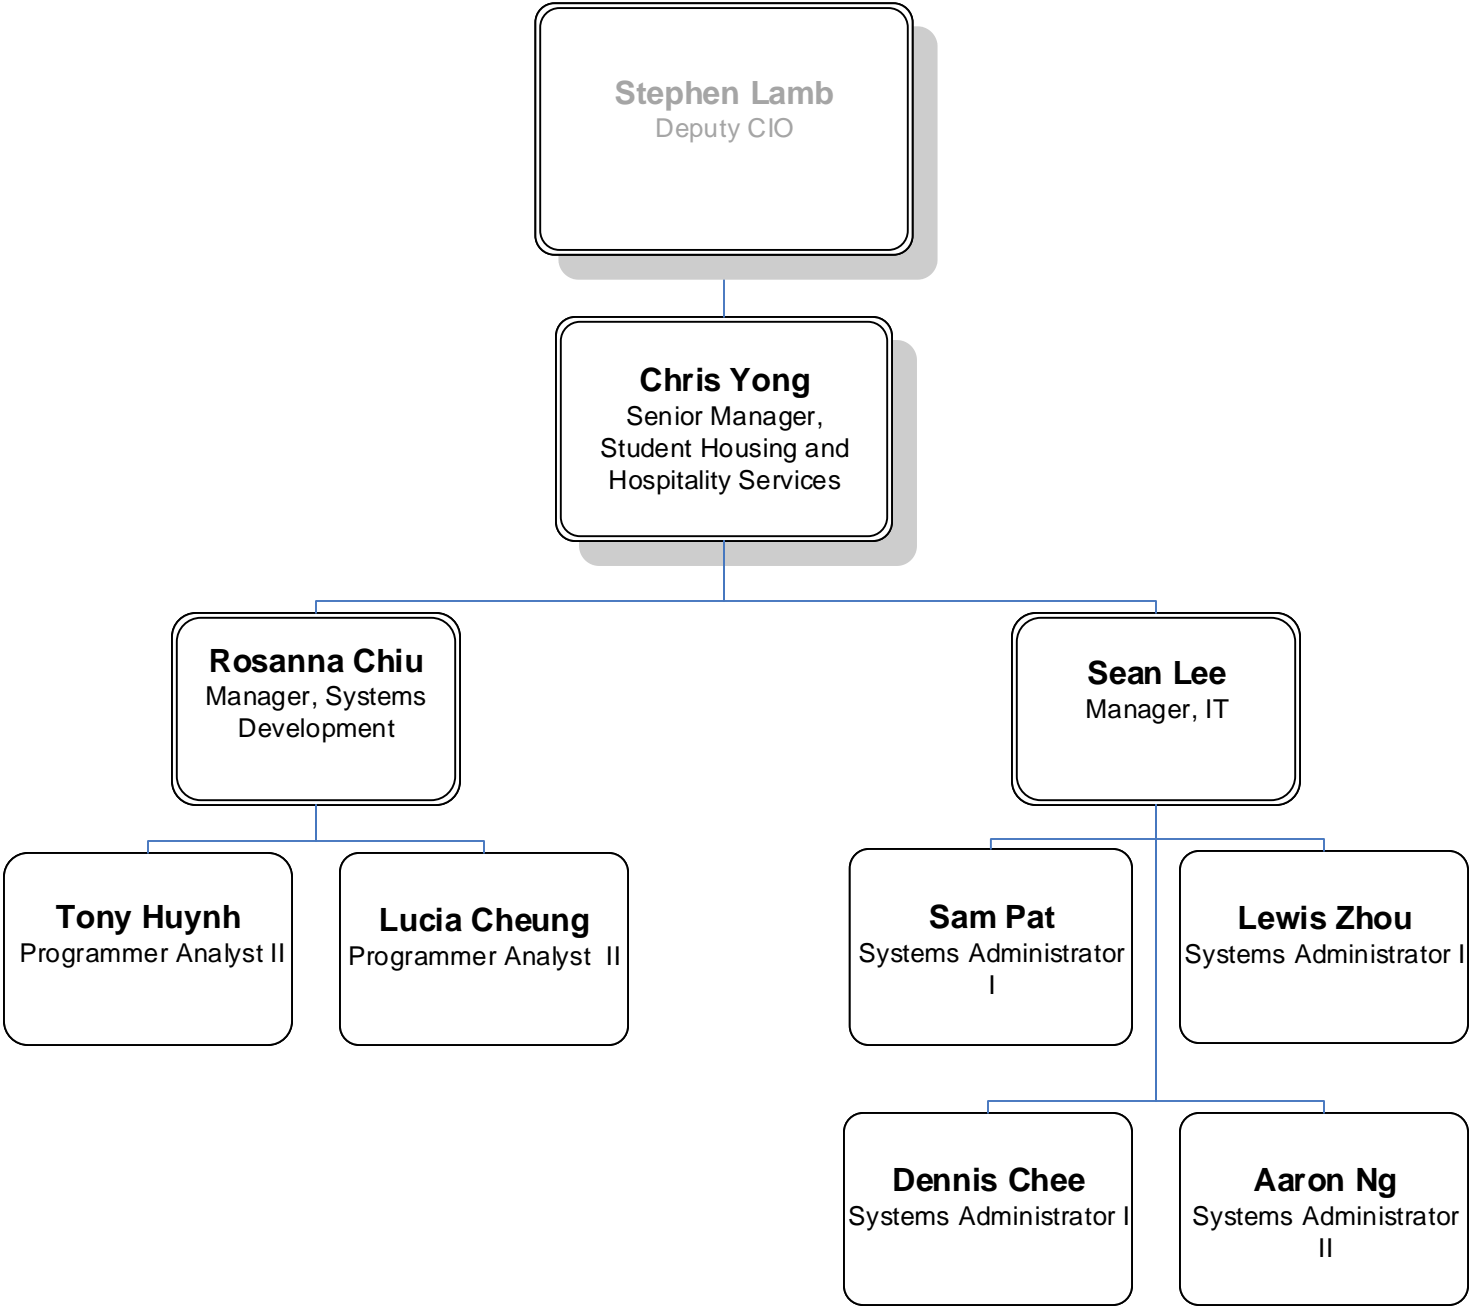 Stephen Lamb
Deputy CIO
Chris Yong
Senior Manager,
Student Housing and
Hospitality Services
Rosanna Chiu
Manager, Systems
Development
Sean Lee
Manager, IT
Tony Huynh
Programmer Analyst II
Lucia Cheung
Programmer Analyst II
Sam Pat
Systems Administrator
I
Lewis Zhou
Systems Administrator I
Dennis Chee
Systems Administrator I
Aaron Ng
Systems Administrator
II